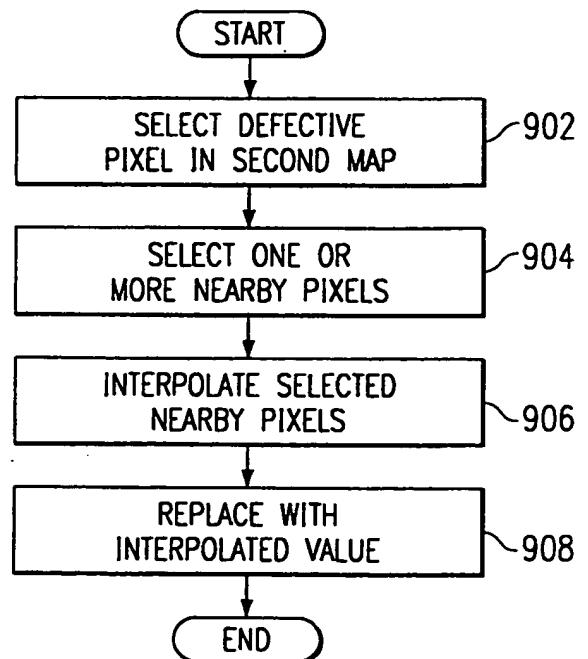 START
SELECT DEFECTIVE
PIXEL IN SECOND MAP
902
SELECT ONE OR
MORE NEARBY PIXELS
904
INTERPOLATE SELECTED
NEARBY PIXELS
906
REPLACE WITH
INTERPOLATED VALUE
908
END